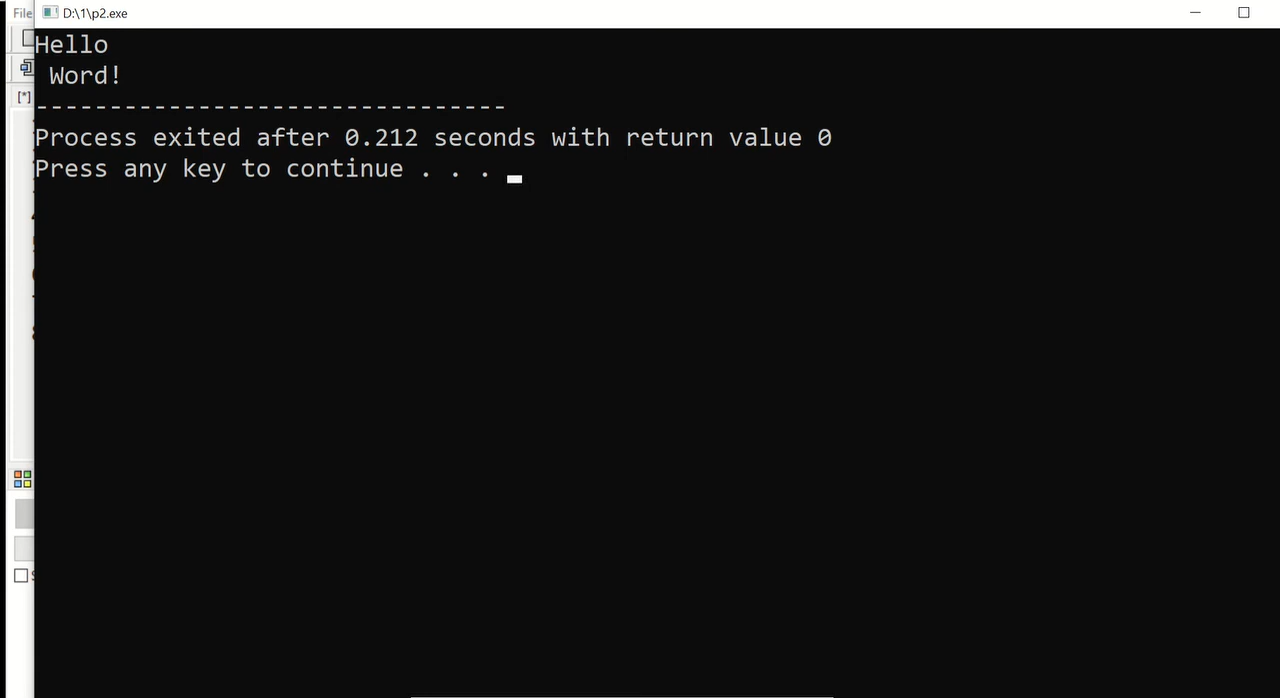 File D:\1\p2.exe
Hello
 Word!
[*]
--------------------------------
Process exited after 0.212 seconds with return value 0
Press any key to continue . . .